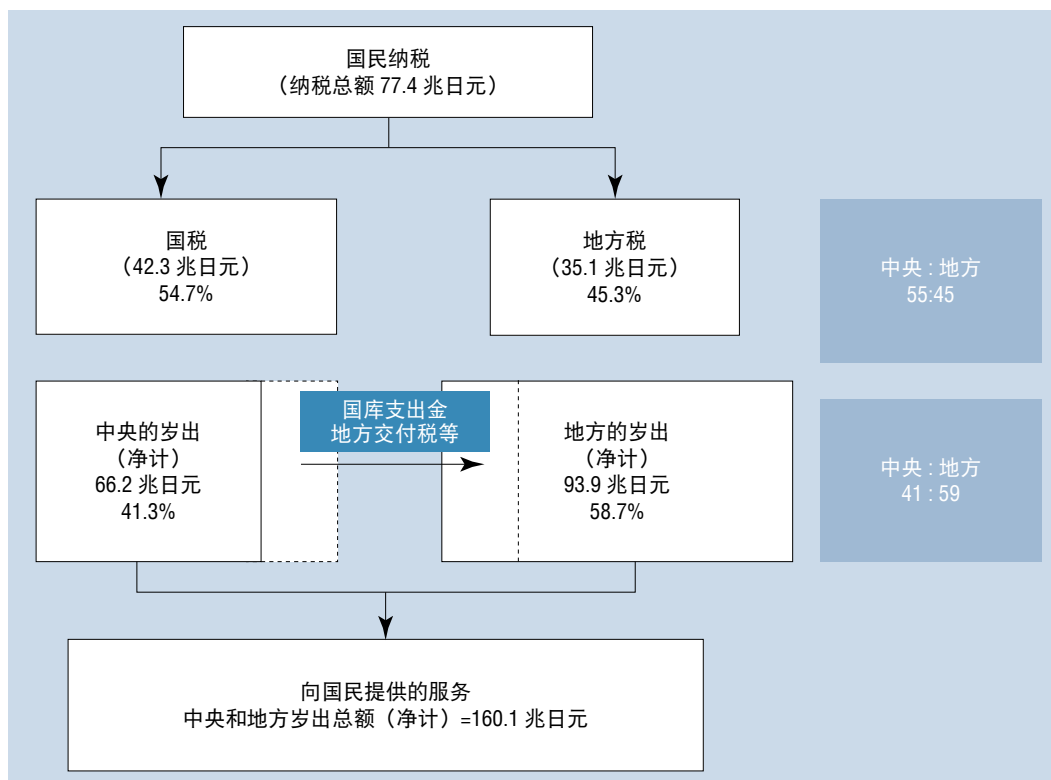 国民纳税
（纳税总额 77.4 兆日元）
国税
（42.3 兆日元）
54.7%
地方税
（35.1 兆日元）
45.3%
中央 : 地方
55:45
中央的岁出
（净计）
66.2 兆日元
41.3%
国库支出金
地方交付税等
地方的岁出
（净计）
93.9 兆日元
58.7%
中央 : 地方
41 : 59
向国民提供的服务
中央和地方岁出总额（净计）=160.1 兆日元